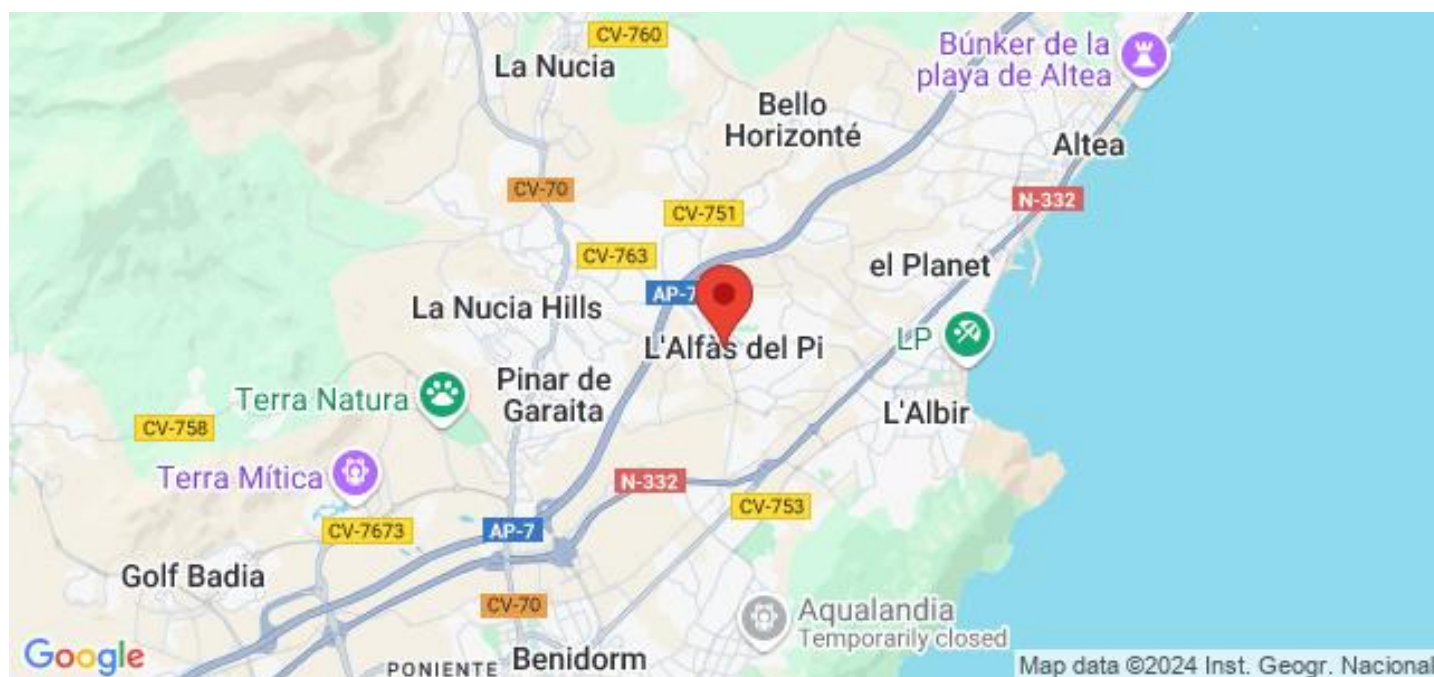 CV-760
La Nucia
Búnker de la
playa de Altea
Bello
Horizonté
Altea
CV-70
N-332
CV-751
CV-763
el Planet
AP-7
La Nucia Hills
L'Alfàs del Pi
LP
Pinar de
Garaita
Terra Natura
L'Albir
CV-758
Terra Mítica
N-332
CV-753
CV-7673
AP-7
Golf Badia
CV-70
Aqualandia
Temporarily closed
Google
PONIENTE
Benidorm
Map data ©2024 Inst. Geogr. Nacional